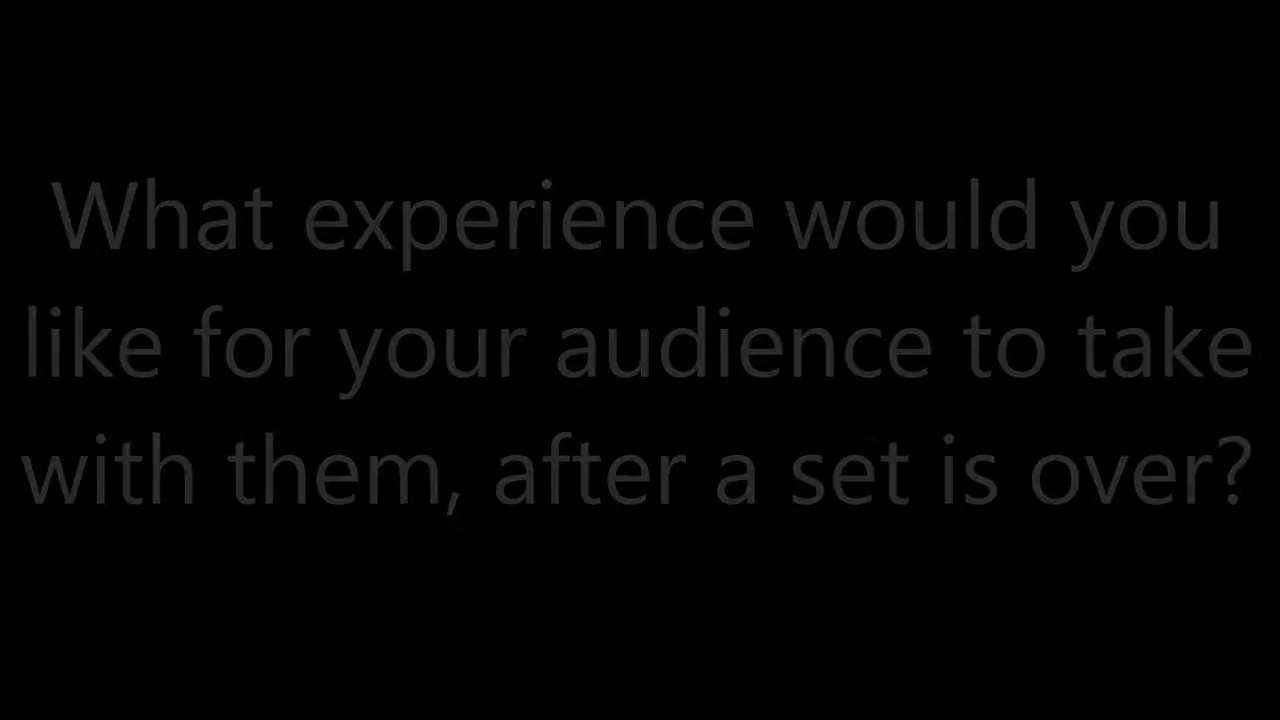 What experience would you
like for your audience to take
with them, after a set is over?